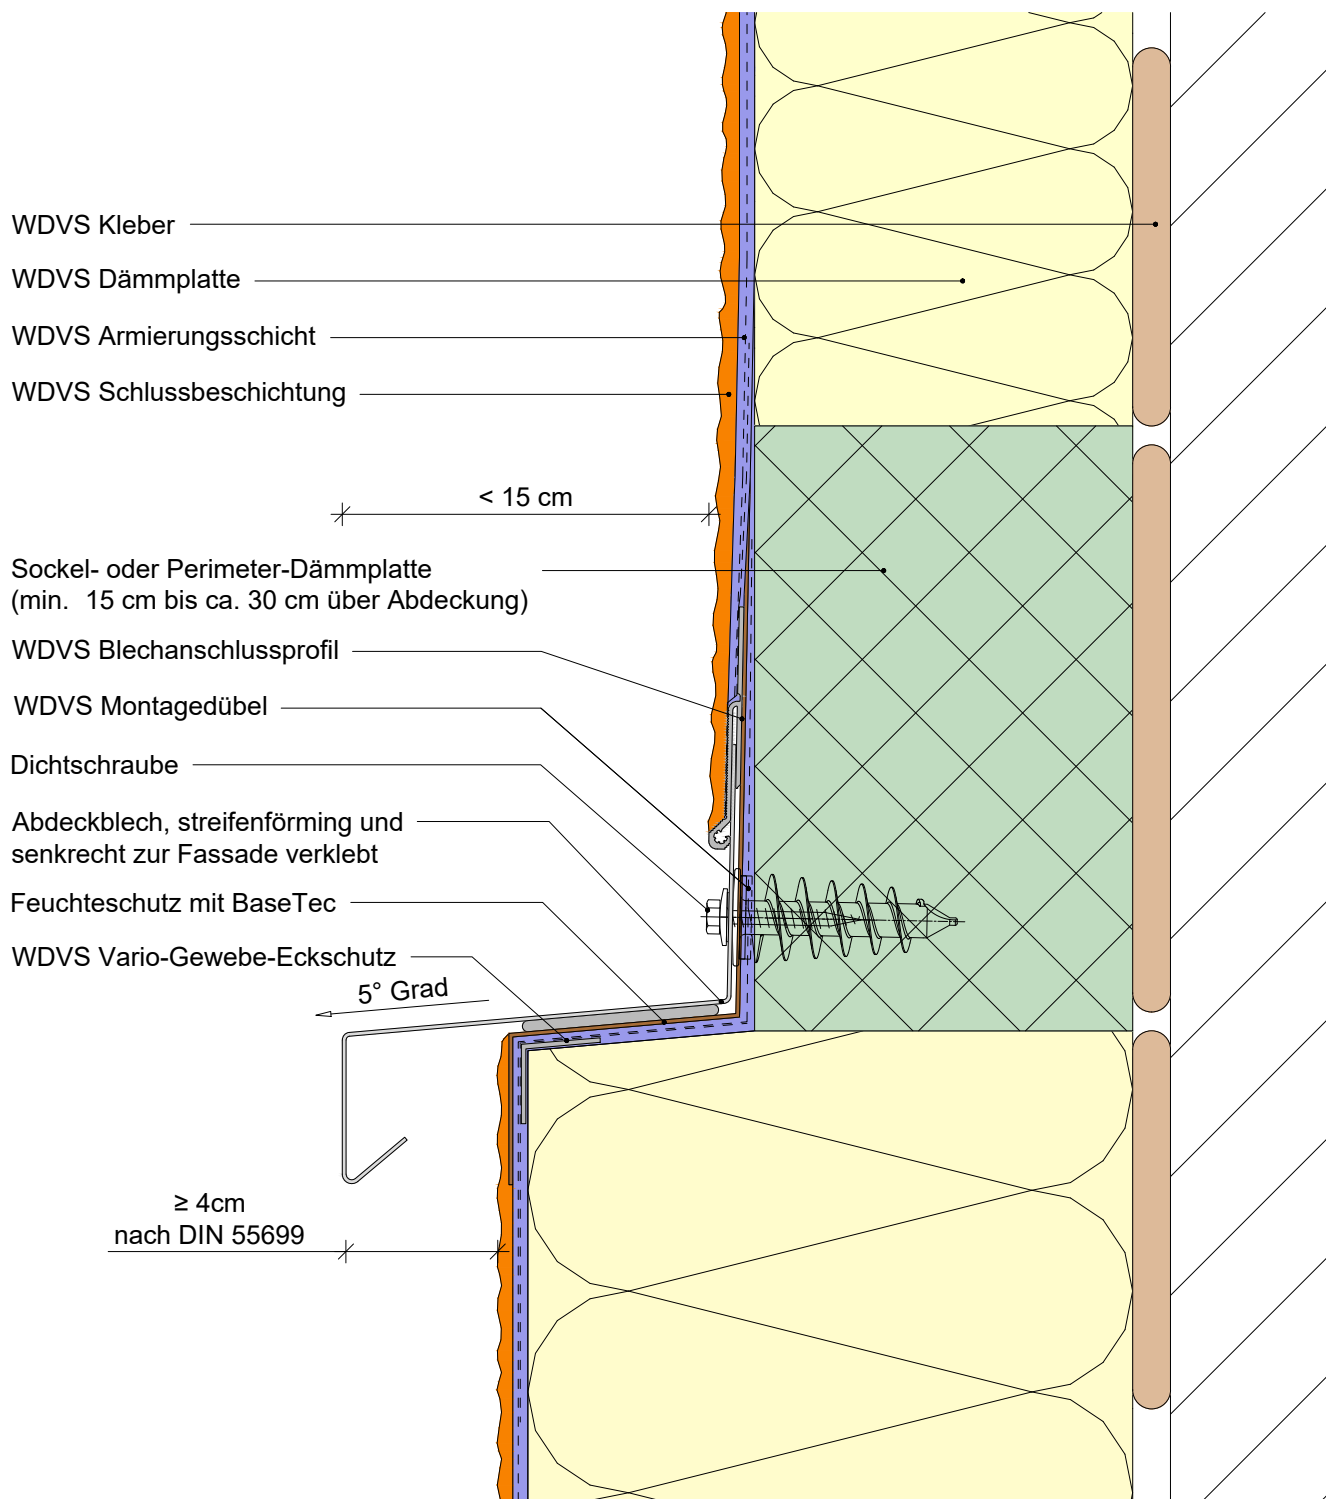 WDVS Kleber
WDVS Dämmplatte
WDVS Armierungsschicht
WDVS Schlussbeschichtung
< 15 cm
Sockel- oder Perimeter-Dämmplatte
(min. 15 cm bis ca. 30 cm über Abdeckung)
WDVS Blechanschlussprofil
WDVS Montagedübel
Dichtschraube
Abdeckblech, streifenförming und
senkrecht zur Fassade verklebt
Feuchteschutz mit BaseTec
WDVS Vario-Gewebe-Eckschutz
5° Grad
≥ 4cm
nach DIN 55699